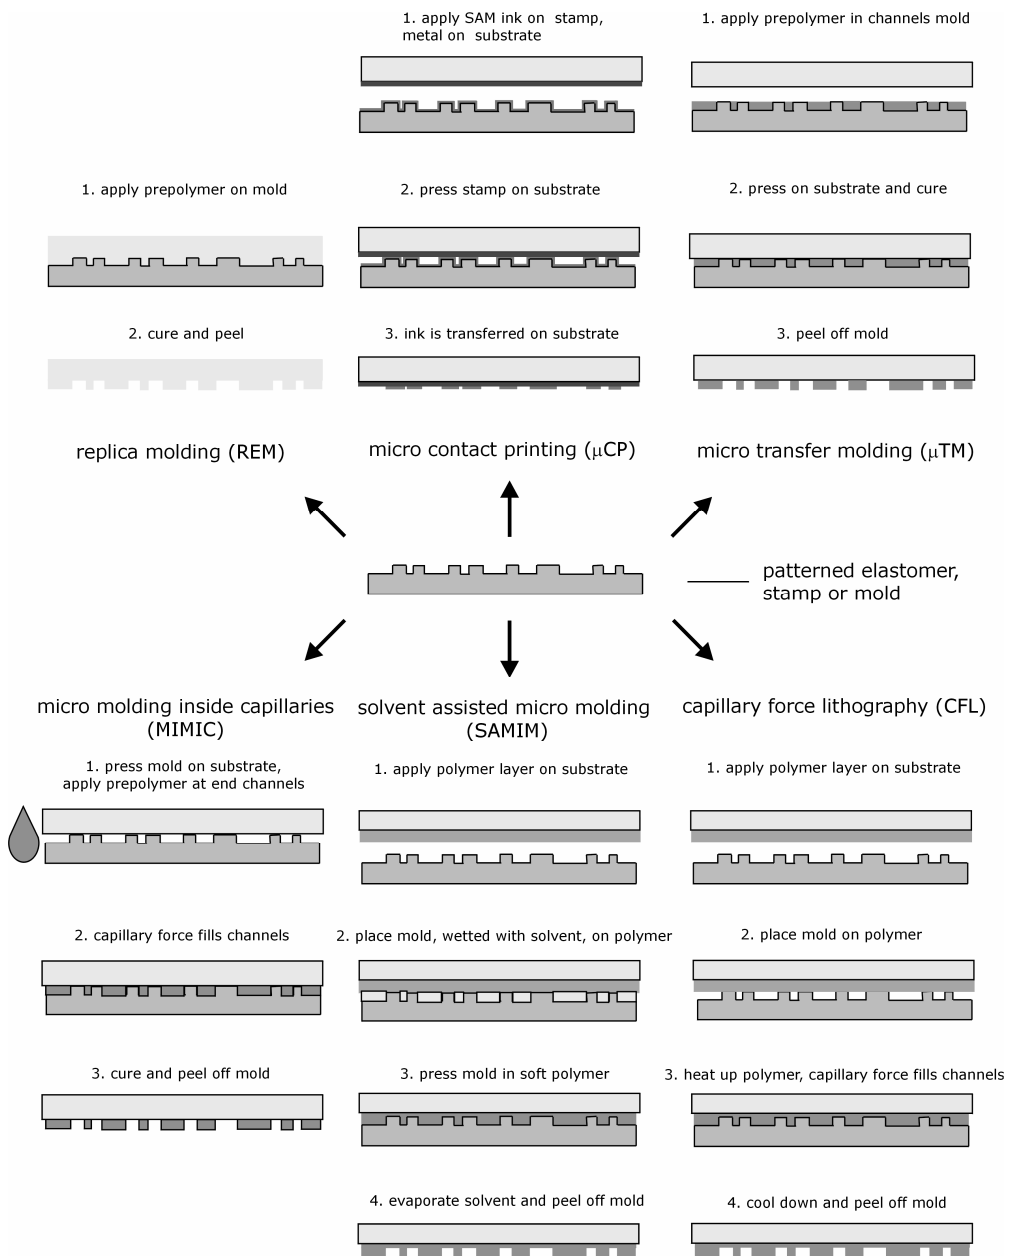 1. apply SAM ink on stamp,
metal on substrate
1. apply prepolymer in channels mold
1. apply prepolymer on mold
2. press stamp on substrate
2. press on substrate and cure
2. cure and peel
3. ink is transferred on substrate
3. peel off mold
replica molding (REM)
micro contact printing (μCP)
micro transfer molding (μTM)
patterned elastomer,
stamp or mold
micro molding inside capillaries
(MIMIC)
solvent assisted micro molding
(SAMIM)
capillary force lithography (CFL)
1. press mold on substrate,
apply prepolymer at end channels
1. apply polymer layer on substrate
1. apply polymer layer on substrate
2. capillary force fills channels
2. place mold, wetted with solvent, on polymer
2. place mold on polymer
3. cure and peel off mold
3. press mold in soft polymer
3. heat up polymer, capillary force fills channels
4. evaporate solvent and peel off mold
4. cool down and peel off mold